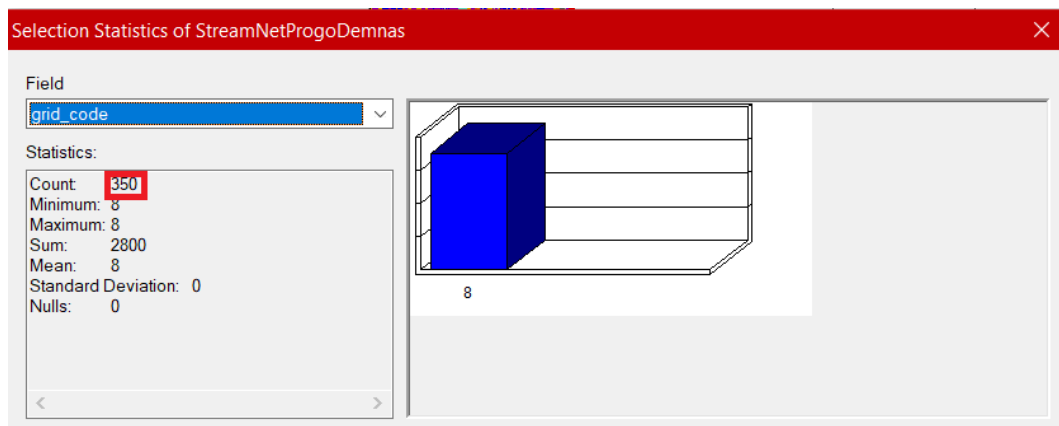 Selection Statistics of StreamNetProgoDemnas
Field
grid_code
Statistics:
Count: 350
Minimum: 8
Maximum: 8
Sum: 2800
Mean: 8
Standard Deviation: 0
Nulls: 0
8